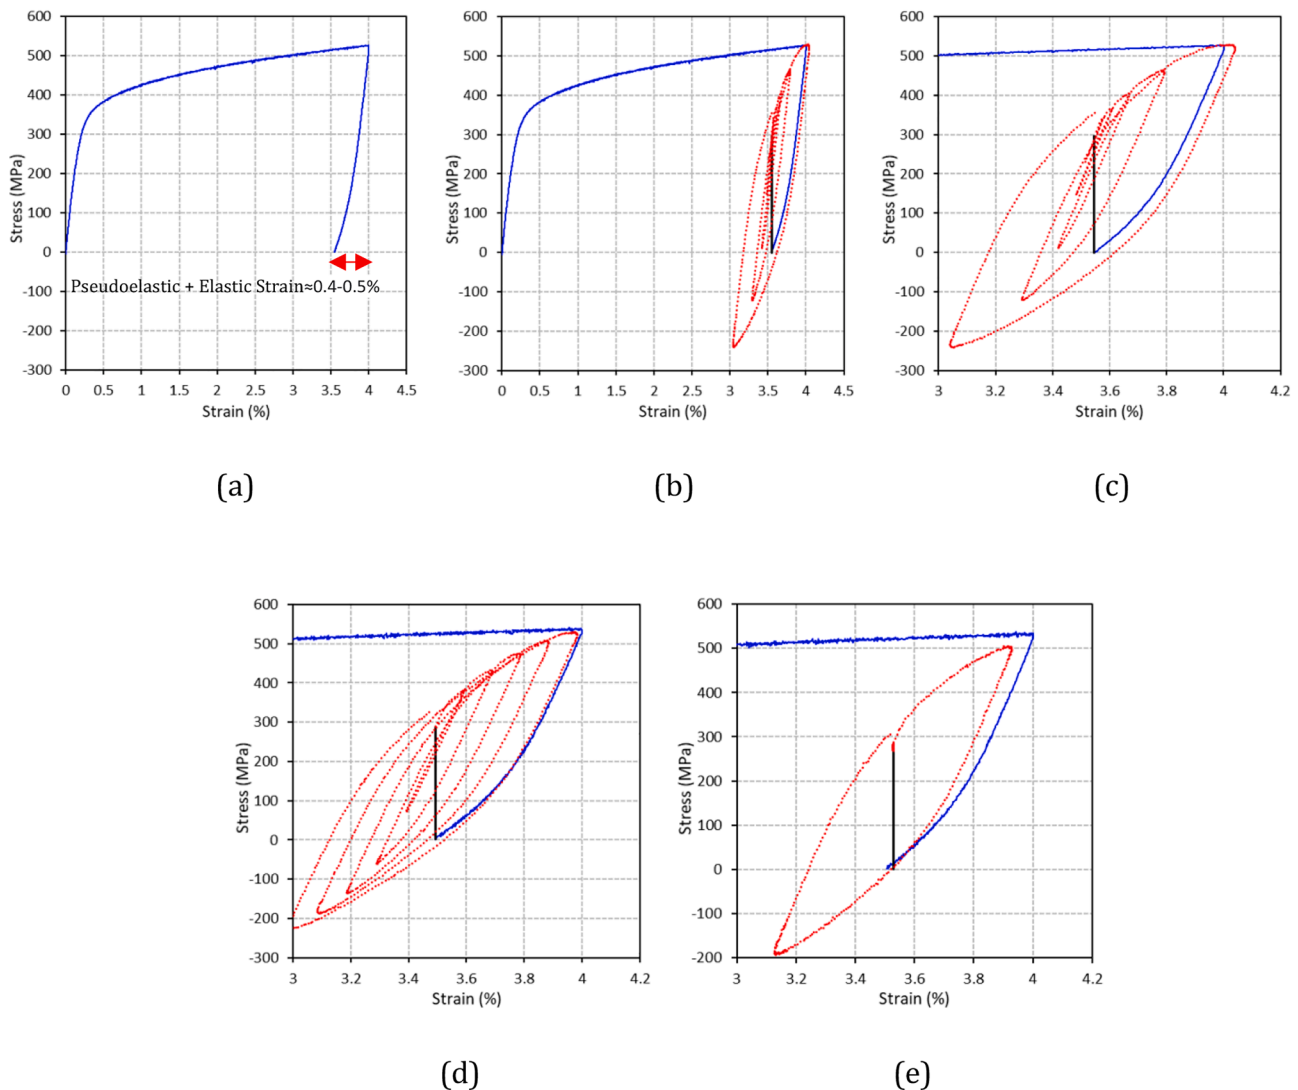 600
500
400
300
200
100
0
-100
-200
-300
Stress (MPa)
0 0.5 1 1.5 2 2.5 3 3.5 4 4.5
Strain (%)
Pseudoelastic + Elastic Strain≈0.4-0.5%
(a)
600
500
400
300
200
100
0
-100
-200
-300
Stress (MPa)
0 0.5 1 1.5 2 2.5 3 3.5 4 4.5
Strain (%)
(b)
600
500
400
300
200
100
0
-100
-200
-300
Stress (MPa)
3 3.2 3.4 3.6 3.8 4 4.2
Strain (%)
(c)
600
500
400
300
200
100
0
-100
-200
-300
Stress (MPa)
3 3.2 3.4 3.6 3.8 4 4.2
Strain (%)
(d)
600
500
400
300
200
100
0
-100
-200
Stress (MPa)
3 3.2 3.4 3.6 3.8 4 4.2
Strain (%)
(e)